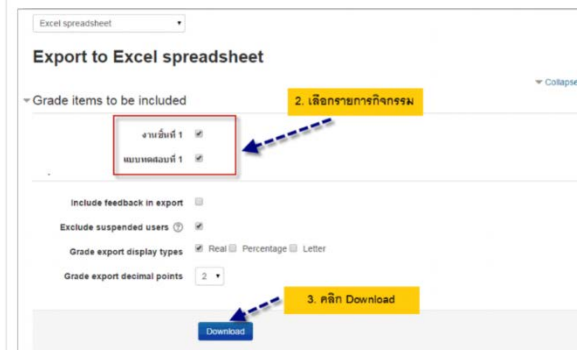 Excel spreadsheet
Export to Excel spreadsheet
Collapse
Grade items to be included
2. เลือกรายการกิจกรรม
งานชิ้นที่ 1
แบบทดสอบที่ 1
Include feedback in export
Exclude suspended users
Grade export display types Real Percentage Letter
Grade export decimal points 2
3. คลิก Download
Download